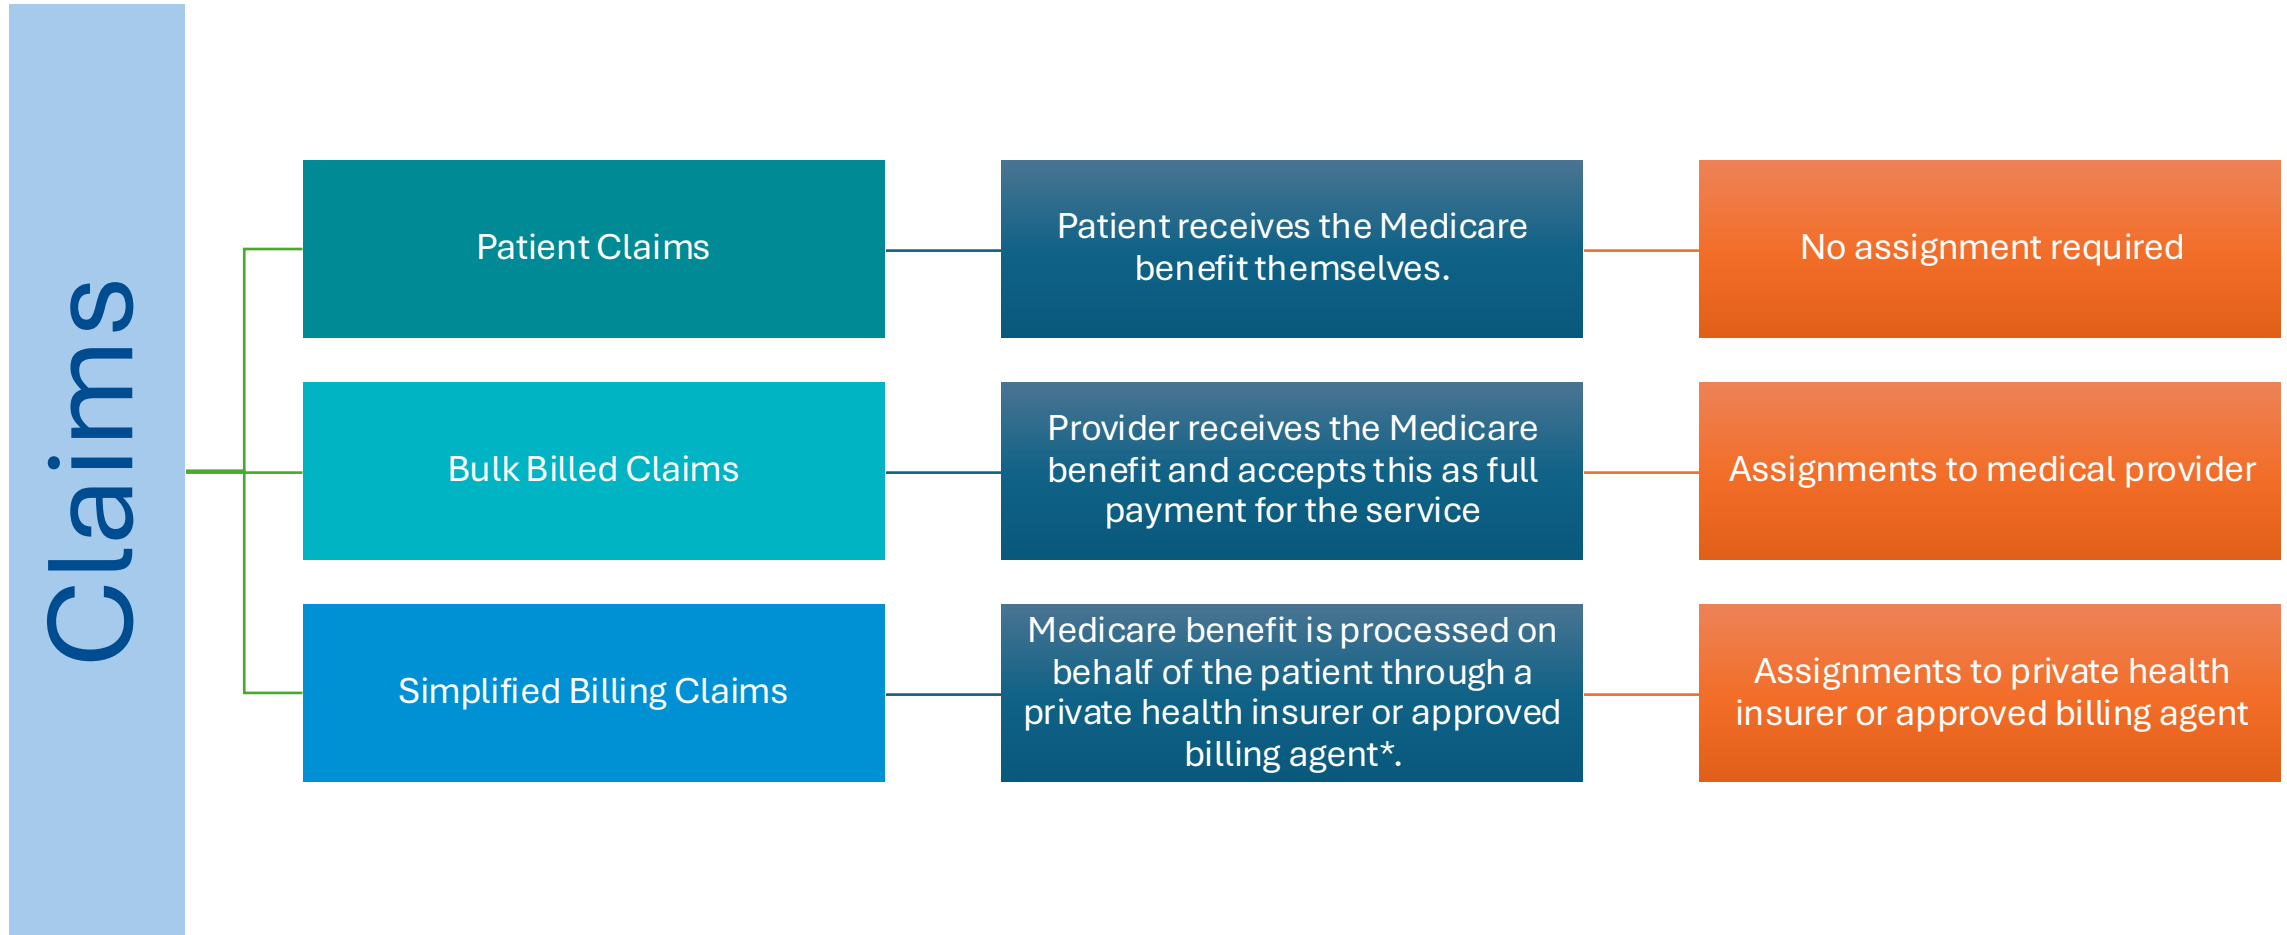 Claims
Patient Claims
Patient receives the Medicare
benefit themselves.
No assignment required
Bulk Billed Claims
Provider receives the Medicare
benefit and accepts this as full
payment for the service
Assignments to medical provider
Simplified Billing Claims
Medicare benefit is processed on
behalf of the patient through a
private health insurer or approved
billing agent*.
Assignments to private health
insurer or approved billing agent